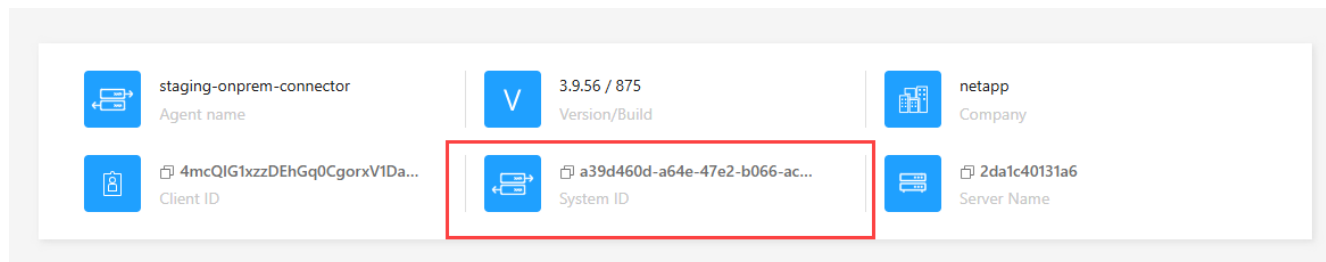 staging-onprem-connector
Agent name
V
3.9.56 / 875
Version/Build
netapp
Company
4mcQIG1xzzDEhGq0CgorxV1Da...
Client ID
a39d460d-a64e-47e2-b066-ac...
System ID
2da1c40131a6
Server Name